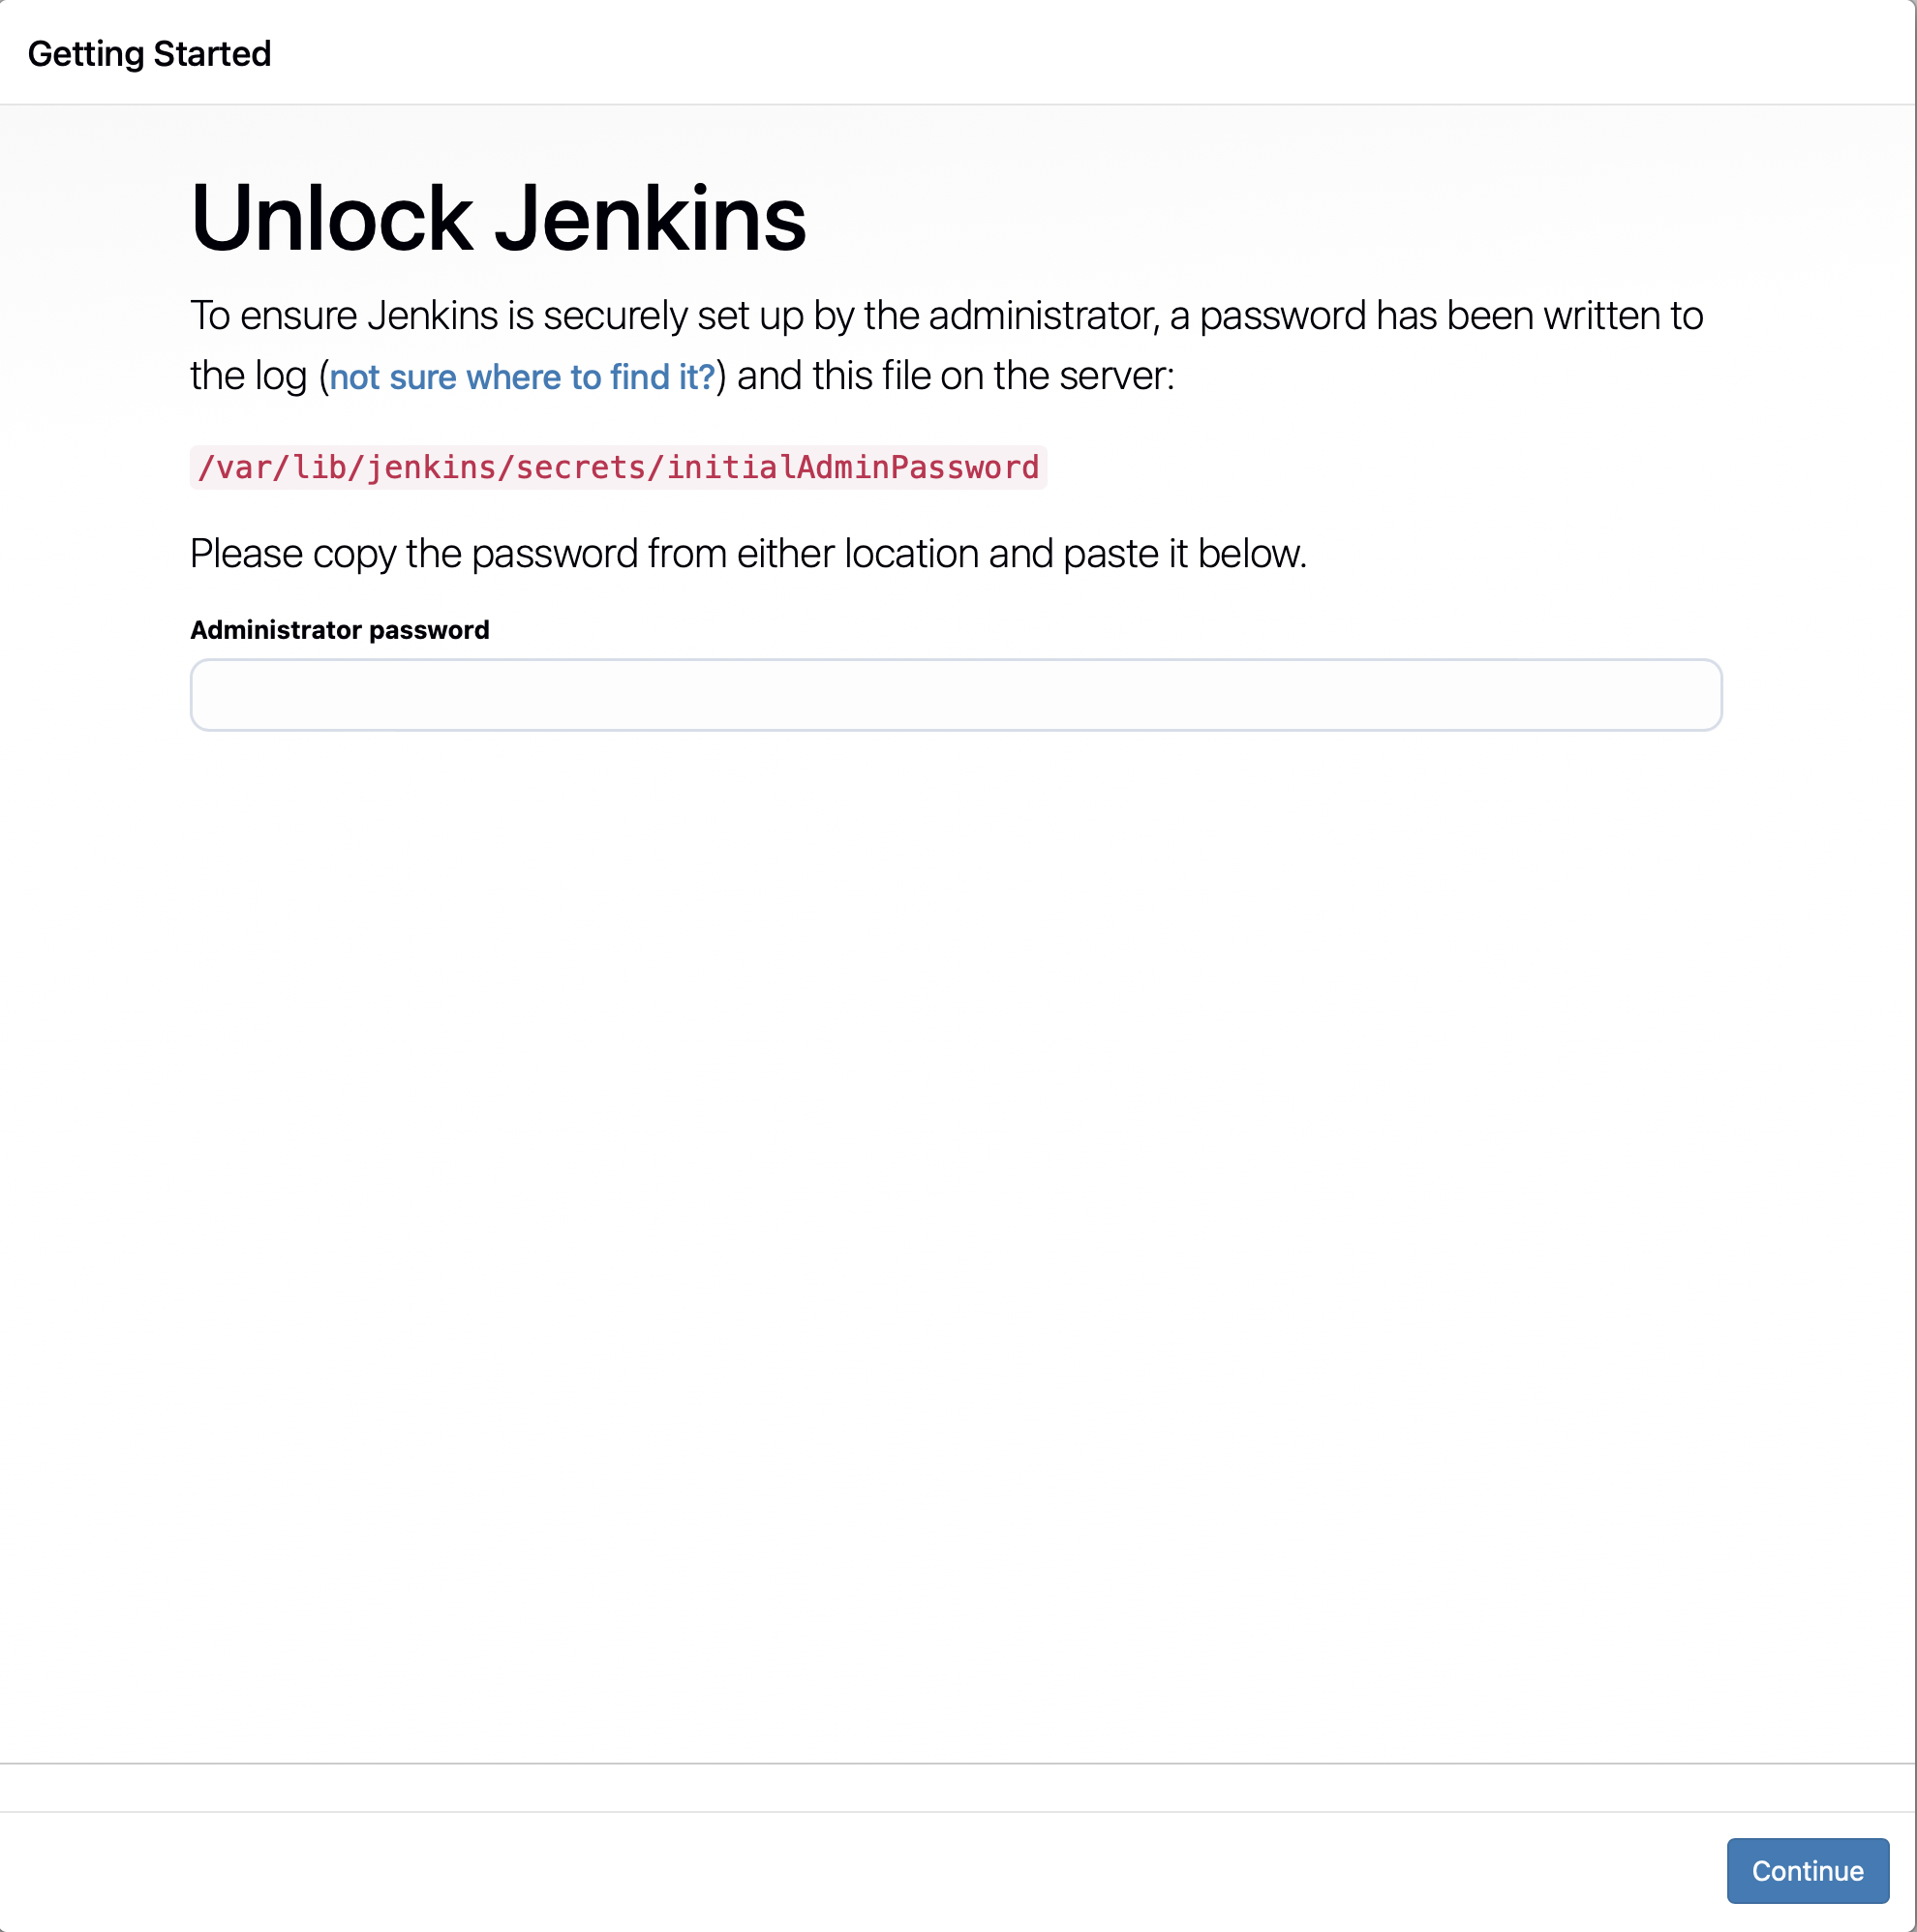 Getting Started
Unlock Jenkins
To ensure Jenkins is securely set up by the administrator, a password has been written to
the log (not sure where to find it?) and this file on the server:
/var/lib/jenkins/secrets/initialAdminPassword
Please copy the password from either location and paste it below.
Administrator password
Continue